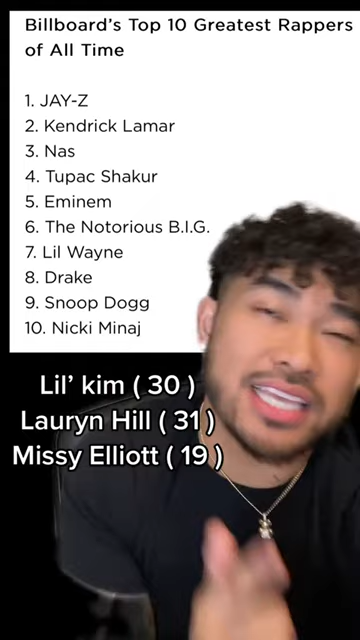 Billboard's Top 10 Greatest Rappers
of All Time
1. JAY-Z
2. Kendrick Lamar
3. Nas
4. Tupac Shakur
5. Eminem
6. The Notorious B.I.G.
7. Lil Wayne
8. Drake
9. Snoop Dogg
10. Nicki Minaj
Lil’ kim ( 30 )
Lauryn Hill ( 31 )
Missy Elliott ( 19 )